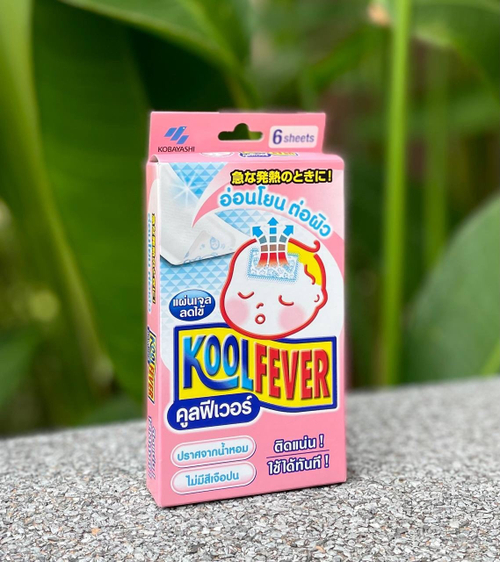 KOBAYASHI
6 sheets
急な発熱のときに!
อ่อนโยน ต่อผิว
แผ่นเจล
ลดไข้
KOOLFEVER
คูลฟีเวอร์
ปราศจากน้ำหอม
ไม่มีสีเจือปน
ติดแน่น !
ใช้ได้ทันที !
KOOLFEVER